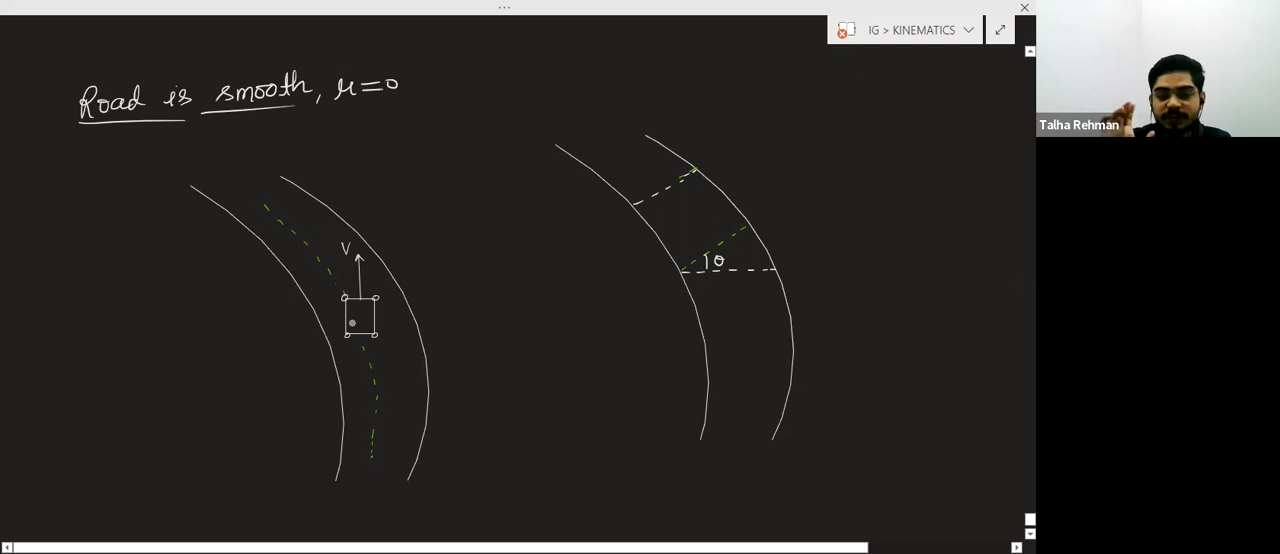 IG > KINEMATICS
Road is smooth, μ=0
Talha Rehman
V
θ